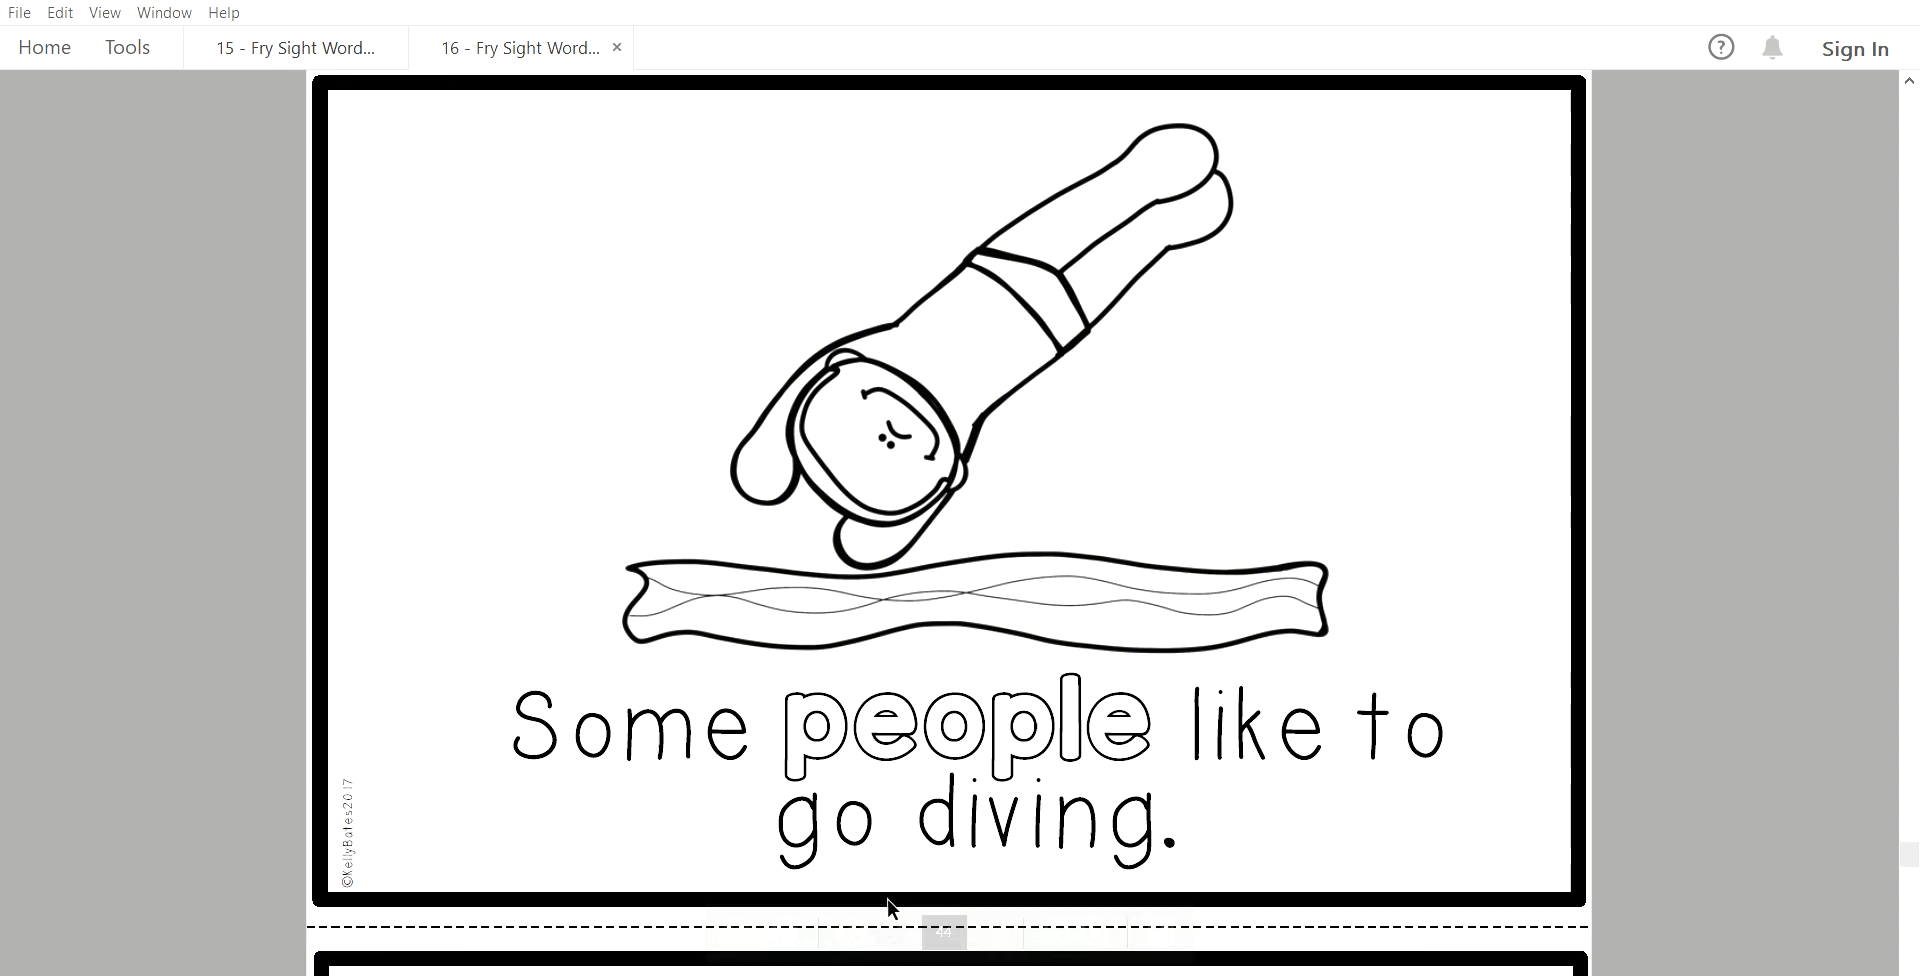 File Edit View Window Help
Home Tools 15 - Fry Sight Word... 16 - Fry Sight Word... × Sign In
Some people like to
go diving.
©KellyBates2017
44